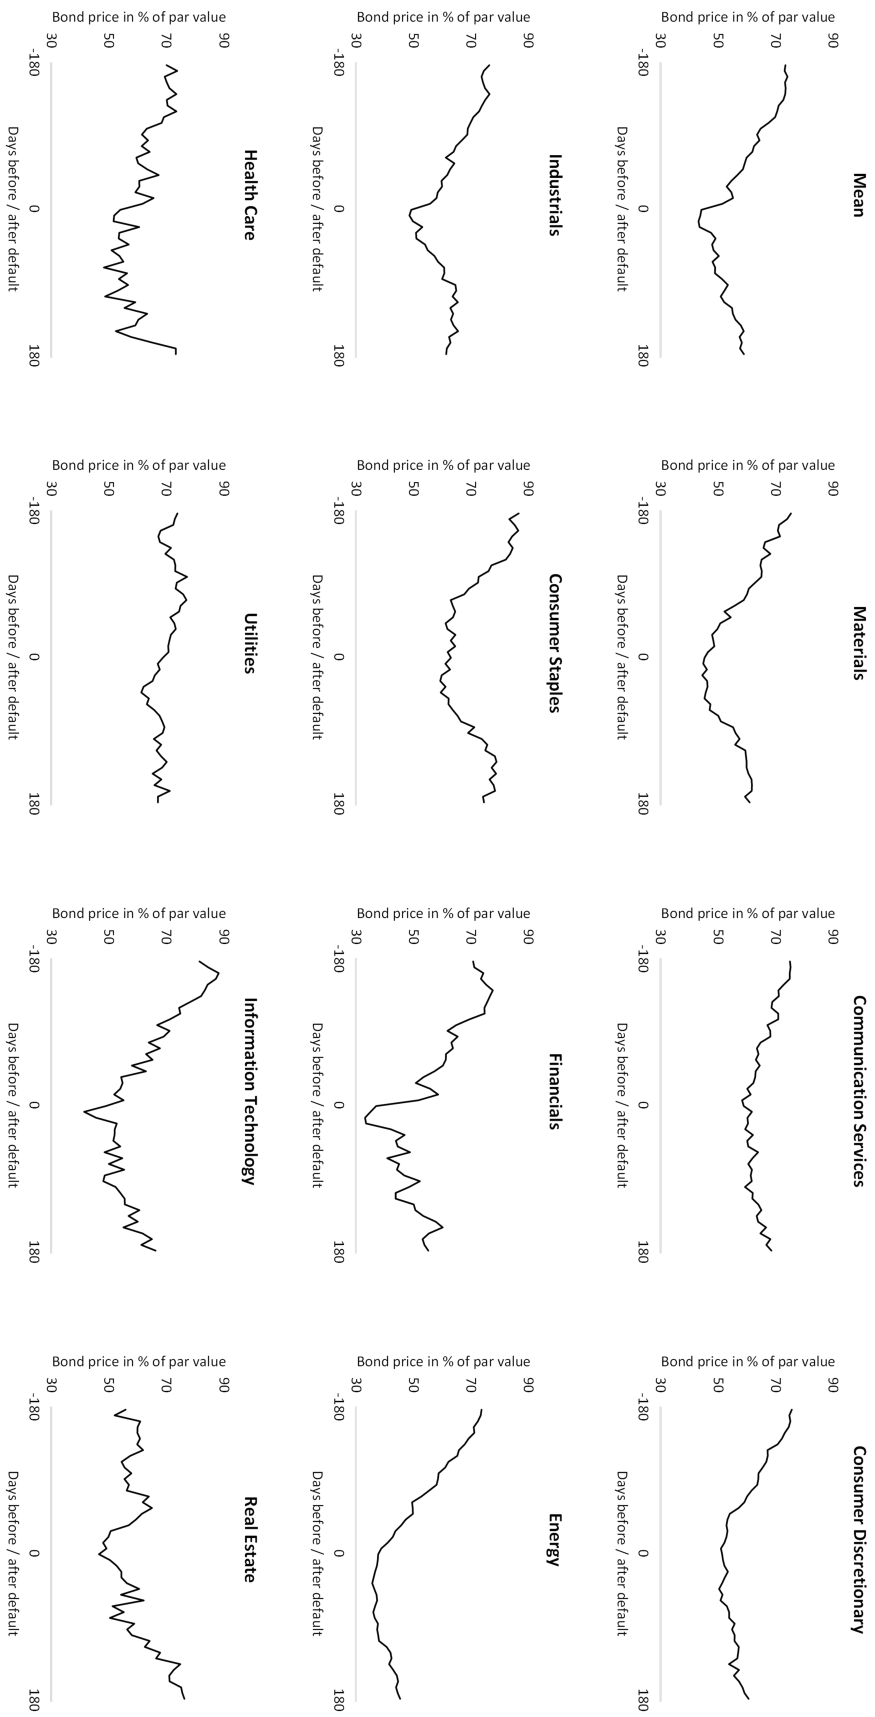 Mean
Bond price in % of par value
90
70
50
30
-180
0
180
Days before / after default
Materials
Bond price in % of par value
90
70
50
30
-180
0
180
Days before / after default
Communication Services
Bond price in % of par value
90
70
50
30
-180
0
180
Days before / after default
Consumer Discretionary
Bond price in % of par value
90
70
50
30
-180
0
180
Days before / after default
Industrials
Bond price in % of par value
90
70
50
30
-180
0
180
Days before / after default
Consumer Staples
Bond price in % of par value
90
70
50
30
-180
0
180
Days before / after default
Financials
Bond price in % of par value
90
70
50
30
-180
0
180
Days before / after default
Energy
Bond price in % of par value
90
70
50
30
-180
0
180
Days before / after default
Health Care
Bond price in % of par value
90
70
50
30
-180
0
180
Days before / after default
Utilities
Bond price in % of par value
90
70
50
30
-180
0
180
Days before / after default
Information Technology
Bond price in % of par value
90
70
50
30
-180
0
180
Days before / after default
Real Estate
Bond price in % of par value
90
70
50
30
-180
0
180
Days before / after default